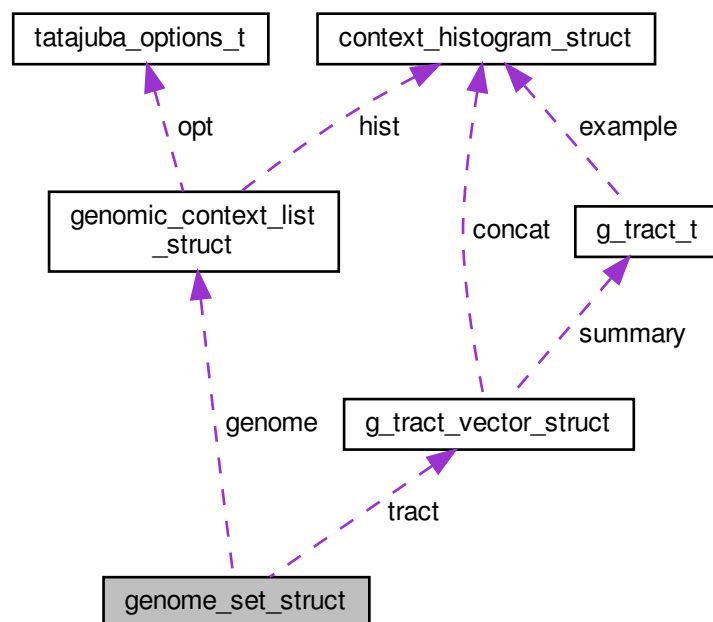 tatajuba_options_t
context_histogram_struct
opt
hist
example
genomic_context_list
_struct
concat
g_tract_t
summary
genome
g_tract_vector_struct
tract
genome_set_struct